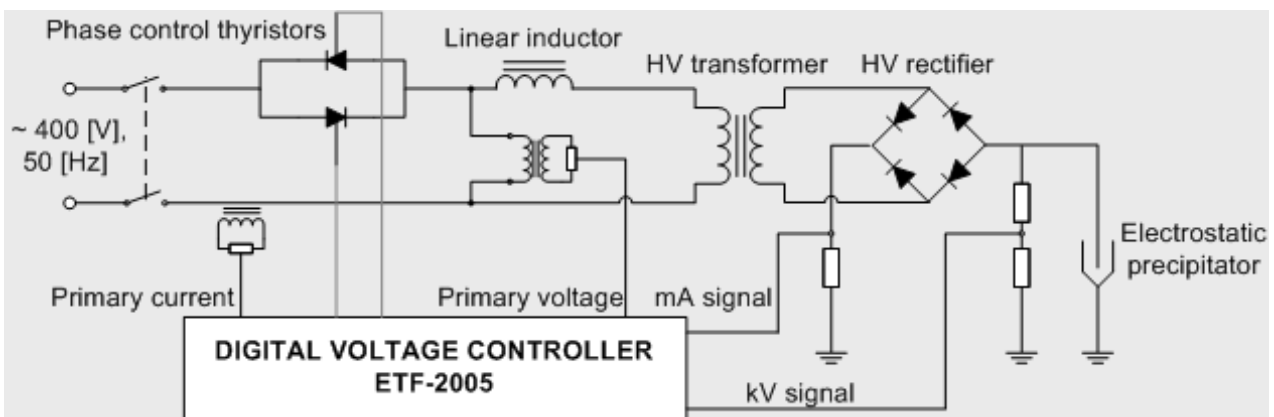 Phase control thyristors
Linear inductor
HV transformer
HV rectifier
~ 400 [V],
50 [Hz]
Electrostatic
precipitator
Primary current
Primary voltage
mA signal
DIGITAL VOLTAGE CONTROLLER
ETF-2005
kV signal